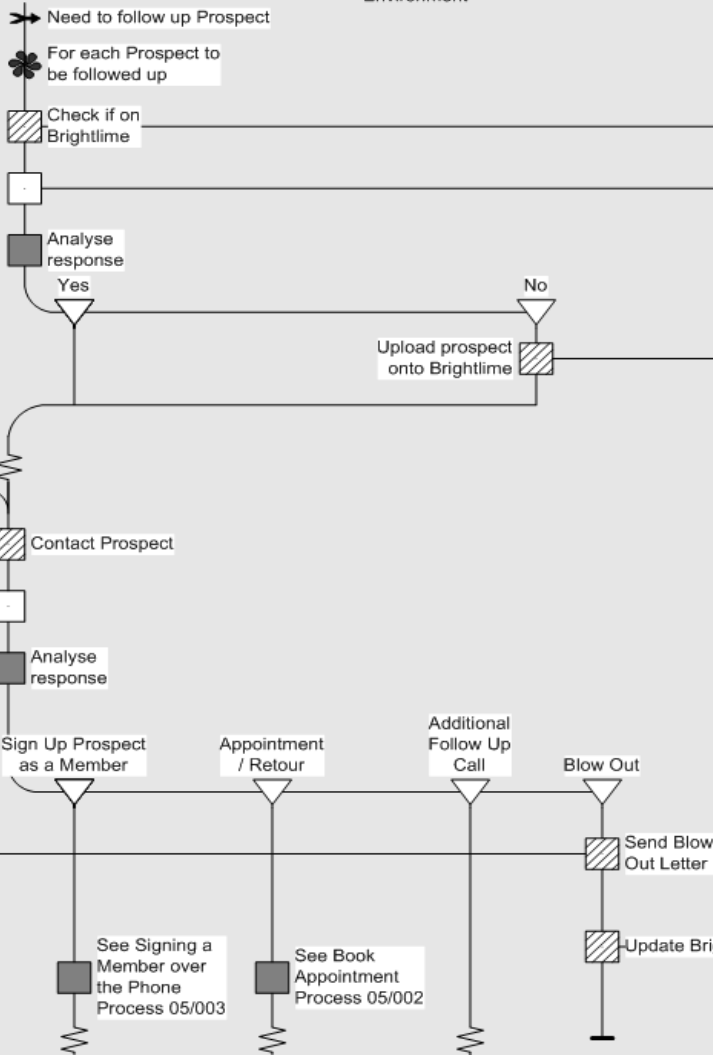 Environment
Need to follow up Prospect
For each Prospect to
be followed up
Check if on
Brightlime
Analyse
response
Yes
No
Upload prospect
onto Brightlime
Contact Prospect
Analyse
response
Sign Up Prospect
as a Member
Appointment
/ Retour
Additional
Follow Up
Call
Blow Out
Send Blow
Out Letter
Update Bri
See Signing a
Member over
the Phone
Process 05/003
See Book
Appointment
Process 05/002